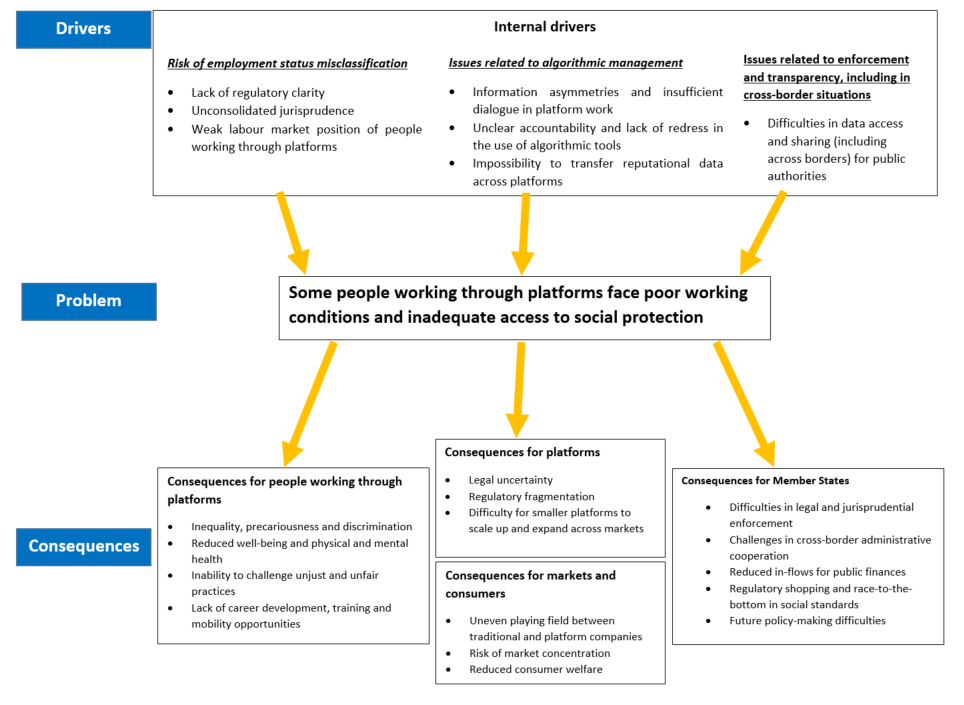 Drivers
Internal drivers
Risk of employment status misclassification
• Lack of regulatory clarity
• Unconsolidated jurisprudence
• Weak labour market position of people
working through platforms
Issues related to algorithmic management
• Information asymmetries and insufficient
dialogue in platform work
• Unclear accountability and lack of redress in
the use of algorithmic tools
• Impossibility to transfer reputational data
across platforms
Issues related to enforcement
and transparency, including in
cross-border situations
• Difficulties in data access
and sharing (including
across borders) for public
authorities
Problem
Some people working through platforms face poor working
conditions and inadequate access to social protection
Consequences
Consequences for people working through
platforms
• Inequality, precariousness and discrimination
• Reduced well-being and physical and mental
health
• Inability to challenge unjust and unfair
practices
• Lack of career development, training and
mobility opportunities
Consequences for platforms
• Legal uncertainty
• Regulatory fragmentation
• Difficulty for smaller platforms to
scale up and expand across markets
Consequences for markets and
consumers
• Uneven playing field between
traditional and platform companies
• Risk of market concentration
• Reduced consumer welfare
Consequences for Member States
• Difficulties in legal and jurisprudential
enforcement
• Challenges in cross-border administrative
cooperation
• Reduced in-flows for public finances
• Regulatory shopping and race-to-the-
bottom in social standards
• Future policy-making difficulties